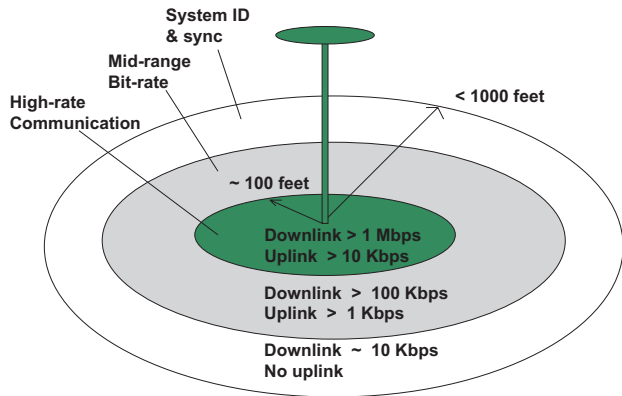 System ID
& sync
Mid-range
Bit-rate
High-rate
Communication
< 1000 feet
~ 100 feet
Downlink > 1 Mbps
Uplink > 10 Kbps
Downlink > 100 Kbps
Uplink > 1 Kbps
Downlink ~ 10 Kbps
No uplink